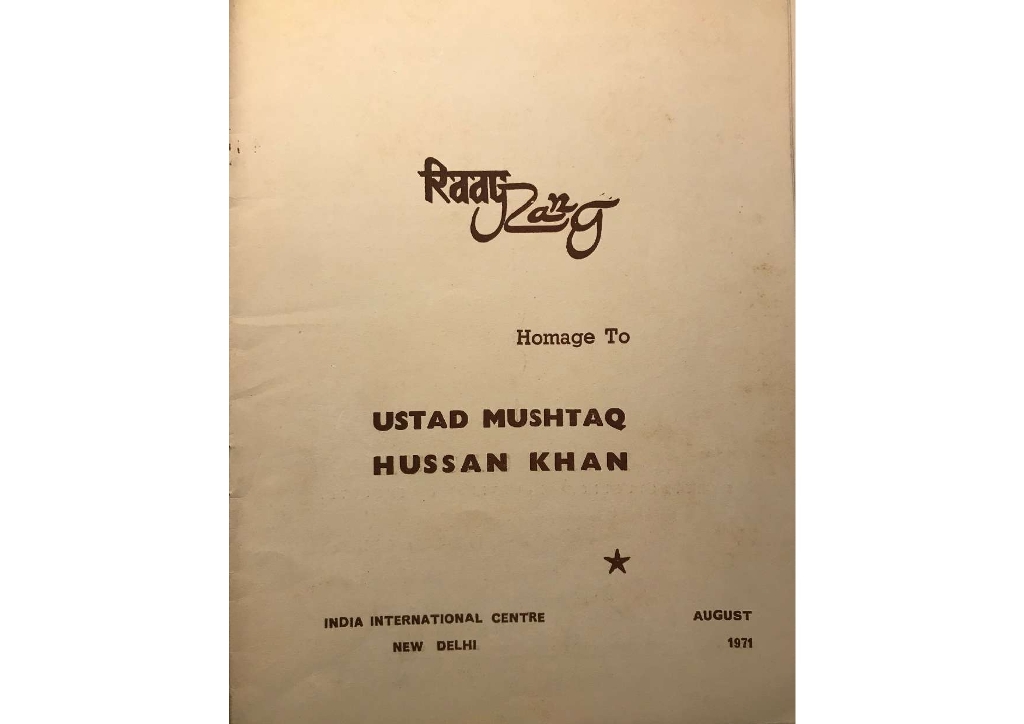 Raag Rang
Homage To
USTAD MUSHTAQ
HUSSAN KHAN
INDIA INTERNATIONAL CENTRE AUGUST
NEW DELHI 1971